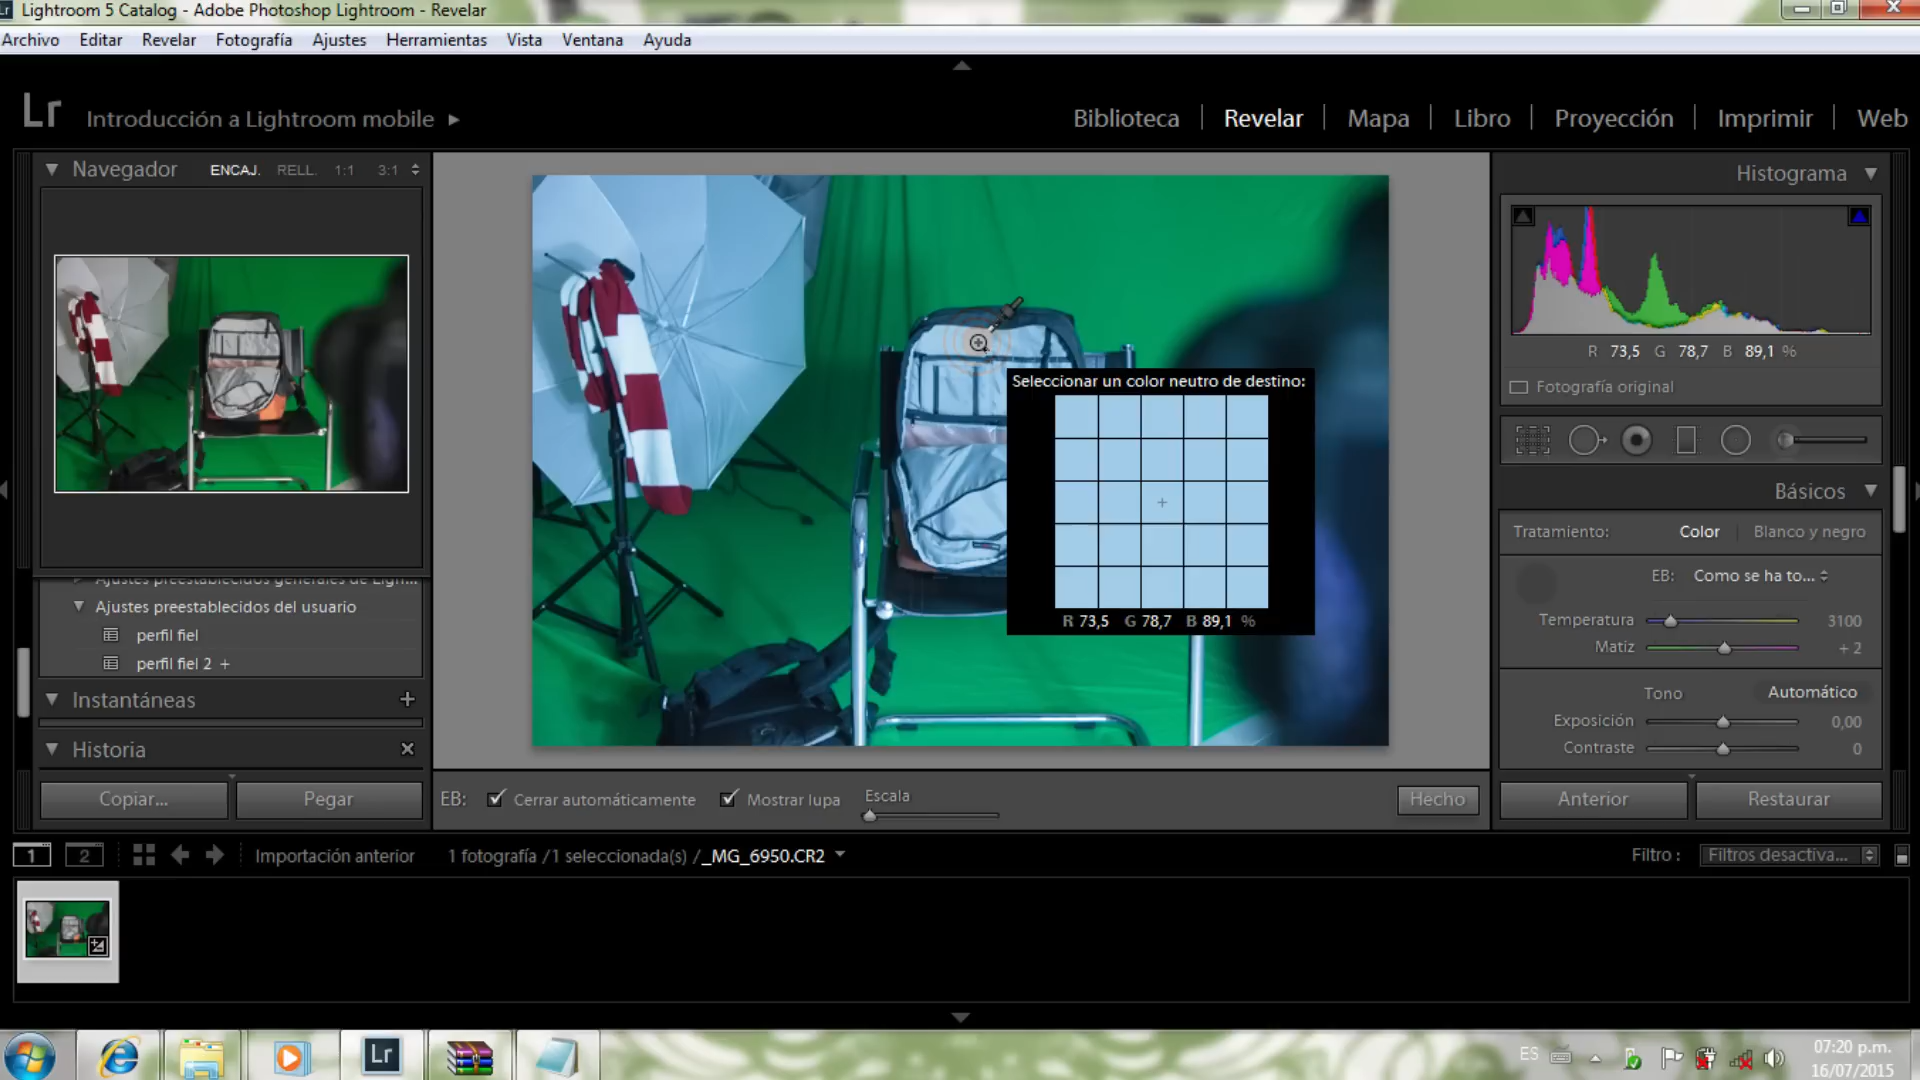 Lightroom 5 Catalog - Adobe Photoshop Lightroom - Revelar
Archivo Editar Revelar Fotografía Ajustes Herramientas Vista Ventana Ayuda
Lr Introducción a Lightroom mobile
Biblioteca Revelar Mapa Libro Proyección Imprimir Web
Navegador ENCAJ. RELL. 1:1 3:1
Histograma
R 73,5 G 78,7 B 89,1 %
Fotografía original
Seleccionar un color neutro de destino:
R 73,5 G 78,7 B 89,1 %
Básicos
Tratamiento: Color Blanco y negro
EB: Como se ha to...
Temperatura 3100
Matiz + 2
Tono Automático
Exposición 0,00
Contraste 0
Ajustes preestablecidos generales de Ligh...
Ajustes preestablecidos del usuario
perfil fiel
perfil fiel 2 +
Instantáneas +
Historia
Copiar... Pegar
EB: Cerrar automáticamente Mostrar lupa Escala Hecho
Anterior Restaurar
1 2 Importación anterior 1 fotografía /1 seleccionada(s) /_MG_6950.CR2
Filtro : Filtros desactiva...
Lr
ES
07:20 p.m.
16/07/2015